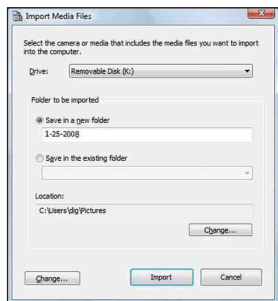 Import Media Files
Select the camera or media that includes the media files you want to import
into the computer.
Drive: Removable Disk (K:)
Folder to be imported
Save in a new folder
1-25-2008
Save in the existing folder
Location:
C:\Users\dig\Pictures
Change...
Change... Import Cancel